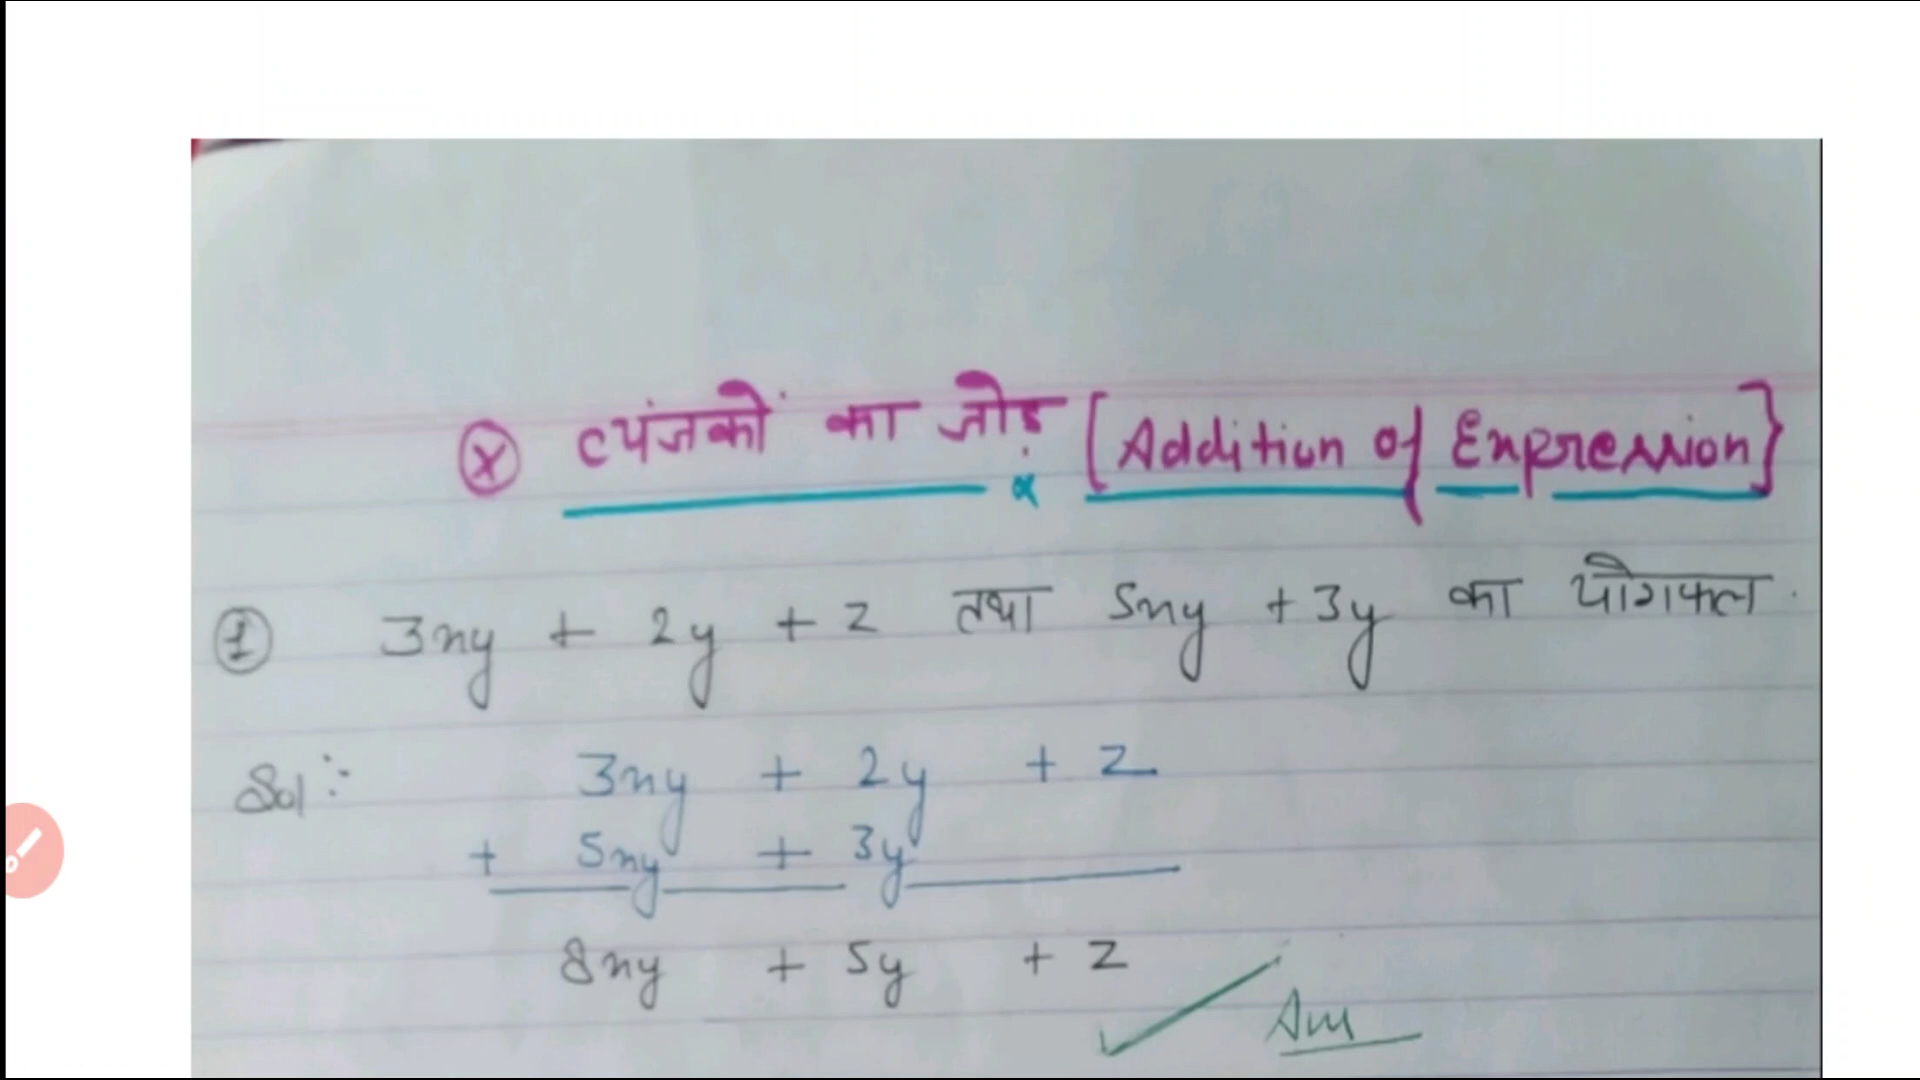 ⓧ व्यंजकों का जोड़ [Addition of Expression]
① 3xy + 2y + z तथा 5xy + 3y का योगफल.
Sol :- 3xy + 2y + z
+ 5xy + 3y
8xy + 5y + z
Ans